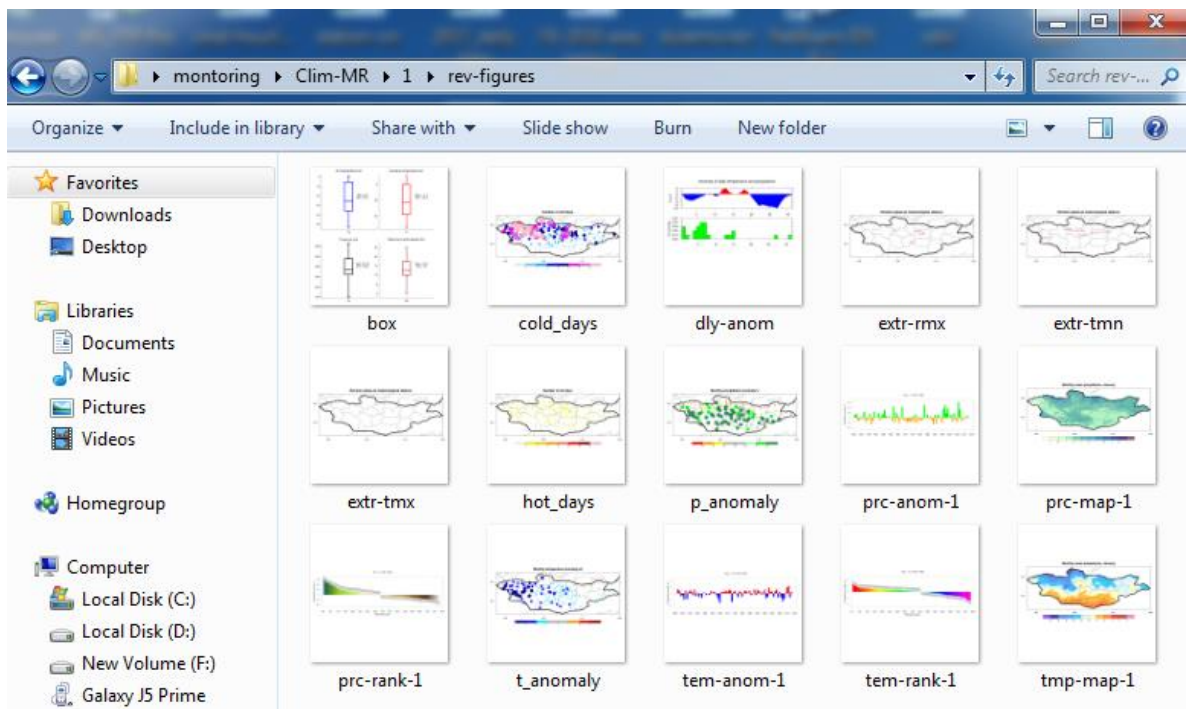 montoring ▸ Clim-MR ▸ 1 ▸ rev-figures
Search rev-...
Organize
Include in library
Share with
Slide show
Burn
New folder
Favorites
Downloads
Desktop
Libraries
Documents
Music
Pictures
Videos
Homegroup
Computer
Local Disk (C:)
Local Disk (D:)
New Volume (F:)
Galaxy J5 Prime
box
cold_days
dly-anom
extr-rmx
extr-tmn
extr-tmx
hot_days
p_anomaly
prc-anom-1
prc-map-1
prc-rank-1
t_anomaly
tem-anom-1
tem-rank-1
tmp-map-1